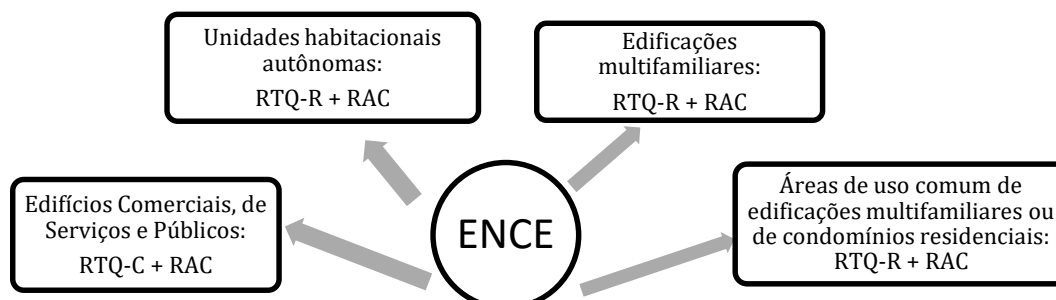 Unidades habitacionais
autônomas:
RTQ-R + RAC
Edificações
multifamiliares:
RTQ-R + RAC
Edifícios Comerciais, de
Serviços e Públicos:
RTQ-C + RAC
ENCE
Áreas de uso comum de
edificações multifamiliares ou
de condomínios residenciais:
RTQ-R + RAC